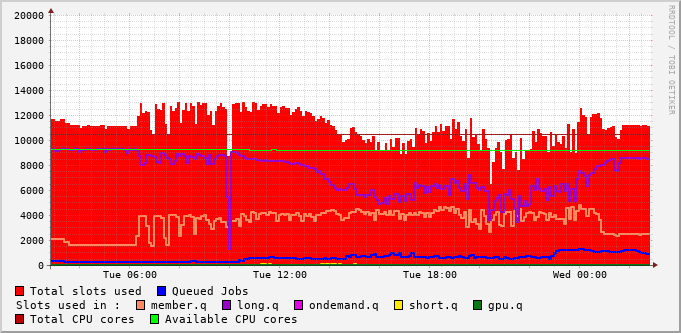 RRDTOOL / TOBI OETIKER
20000
18000
16000
14000
12000
10000
8000
6000
4000
2000
0
Tue 06:00 Tue 12:00 Tue 18:00 Wed 00:00
Total slots used Queued Jobs
Slots used in : member.q long.q ondemand.q short.q gpu.q
Total CPU cores Available CPU cores